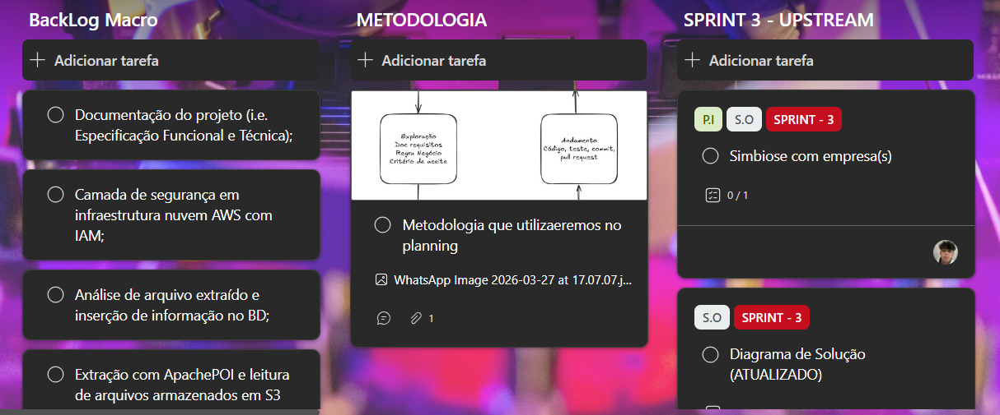 BackLog Macro
Adicionar tarefa
Documentação do projeto (i.e.
Especificação Funcional e Técnica);
Camada de segurança em
infraestrutura nuvem AWS com
IAM;
Análise de arquivo extraído e
inserção de informação no BD;
Extração com ApachePOI e leitura
de arquivos armazenados em S3
METODOLOGIA
Adicionar tarefa
Exploração
Doc requisitos
Regra Negócio
Critério de aceite
Andamento
Código, teste, commit,
pull request
Metodologia que utilizaeremos no
planning
WhatsApp Image 2026-03-27 at 17.07.07.j...
1
SPRINT 3 - UPSTREAM
Adicionar tarefa
P.I S.O SPRINT - 3
Simbiose com empresa(s)
0 / 1
S.O SPRINT - 3
Diagrama de Solução
(ATUALIZADO)